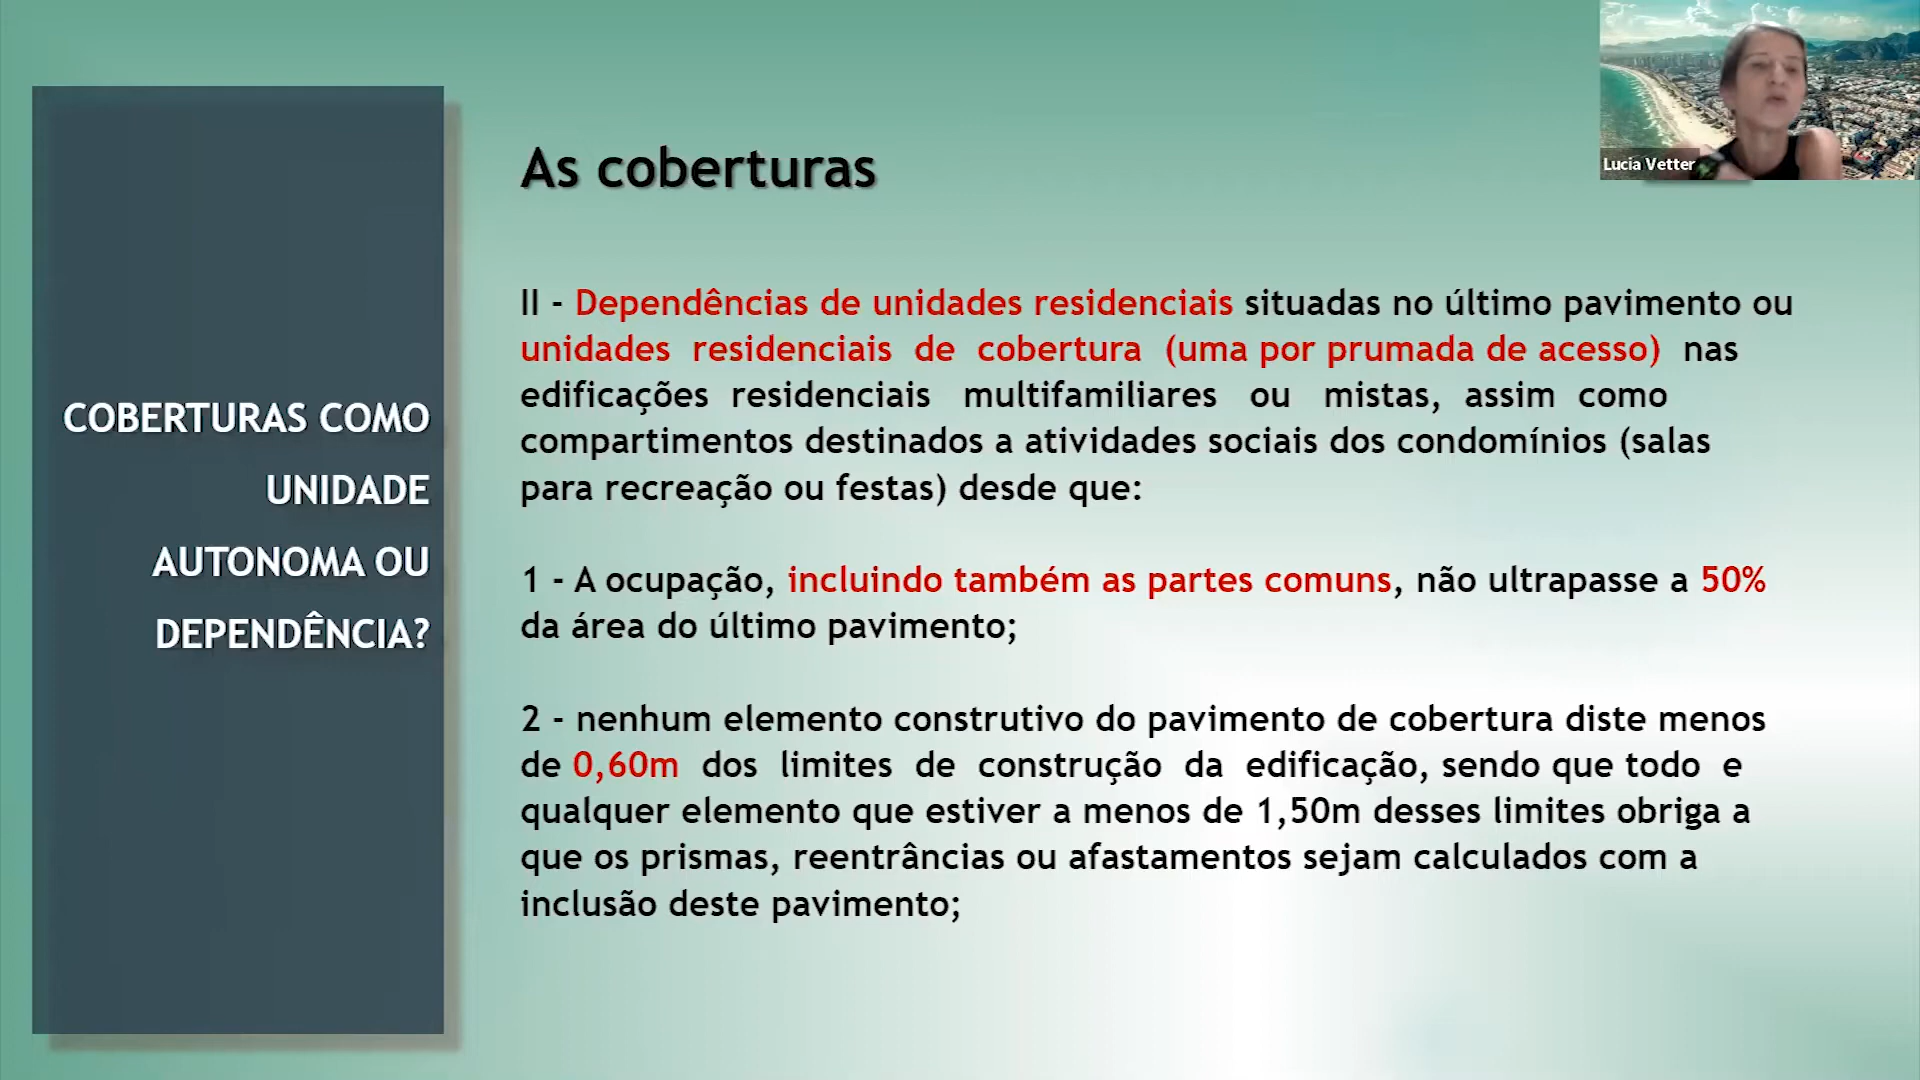 Lucia Vetter
COBERTURAS COMO
UNIDADE
AUTONOMA OU
DEPENDÊNCIA?
As coberturas
II - Dependências de unidades residenciais situadas no último pavimento ou
unidades residenciais de cobertura (uma por prumada de acesso) nas
edificações residenciais multifamiliares ou mistas, assim como
compartimentos destinados a atividades sociais dos condomínios (salas
para recreação ou festas) desde que:
1 - A ocupação, incluindo também as partes comuns, não ultrapasse a 50%
da área do último pavimento;
2 - nenhum elemento construtivo do pavimento de cobertura diste menos
de 0,60m dos limites de construção da edificação, sendo que todo e
qualquer elemento que estiver a menos de 1,50m desses limites obriga a
que os prismas, reentrâncias ou afastamentos sejam calculados com a
inclusão deste pavimento;